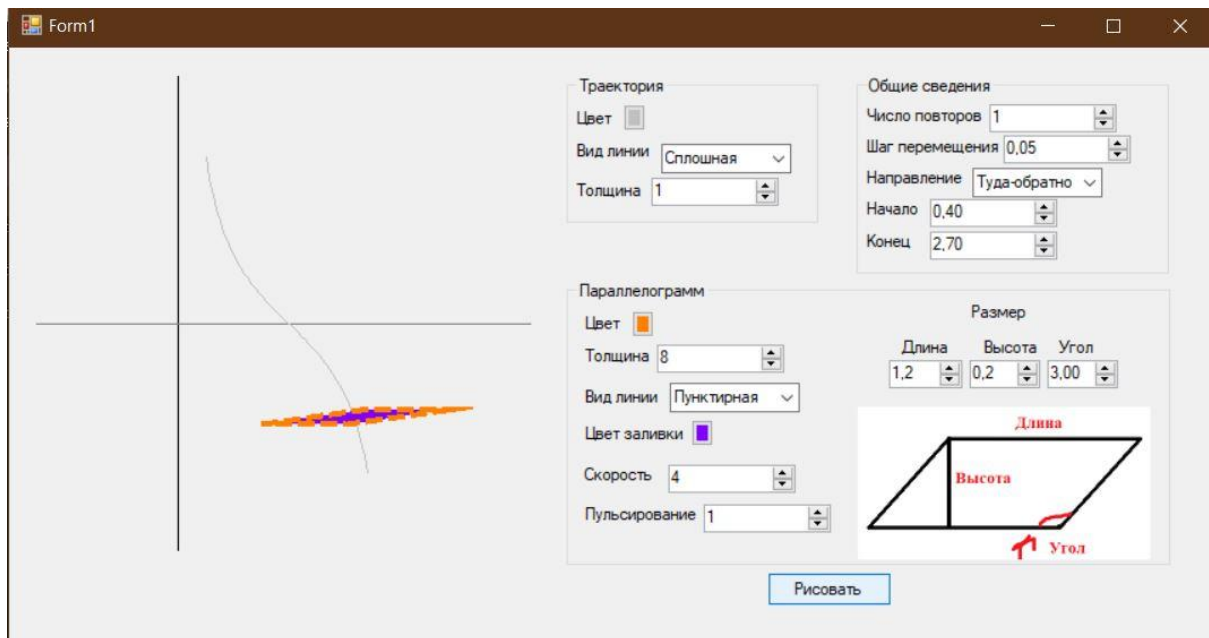 Form1
Траектория
Цвет
Вид линии Сплошная
Толщина 1
Общие сведения
Число повторов 1
Шаг перемещения 0,05
Направление Туда-обратно
Начало 0,40
Конец 2,70
Параллелограмм
Цвет
Толщина 8
Вид линии Пунктирная
Цвет заливки
Скорость 4
Пульсирование 1
Размер
Длина Высота Угол
1,2 0,2 3,00
Длина
Высота
Угол
Рисовать